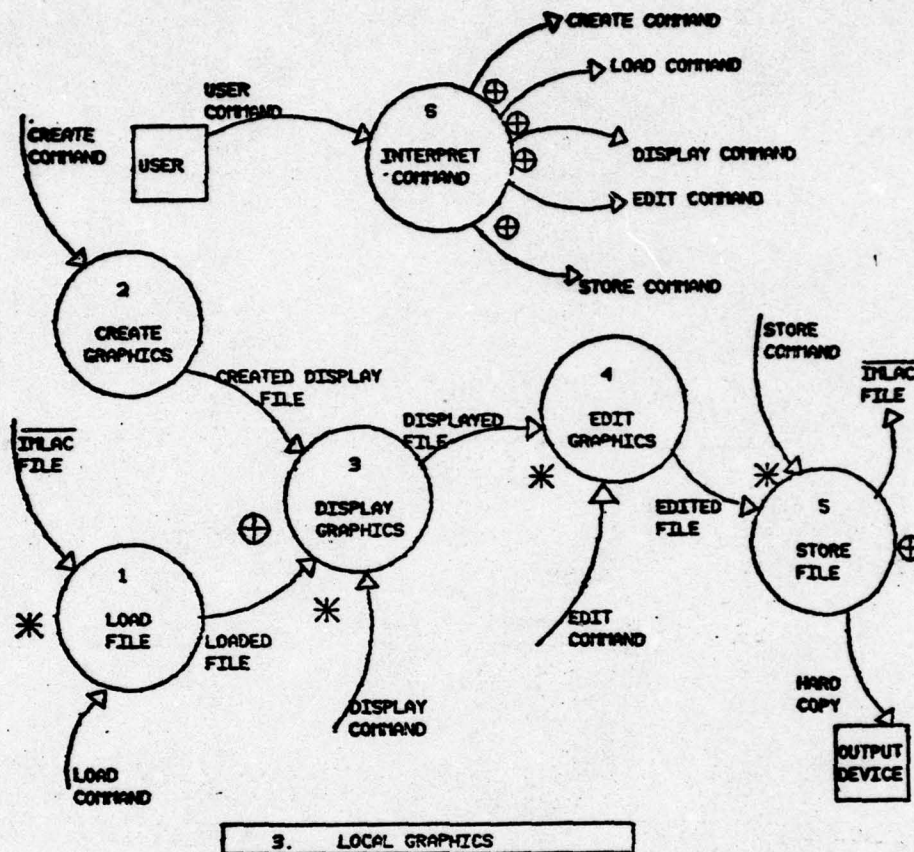 CREATE COMMAND
LOAD COMMAND
DISPLAY COMMAND
EDIT COMMAND
STORE COMMAND
USER
COMMAND
USER
INTERPRET
COMMAND
CREATE
COMMAND
2
CREATE
GRAPHICS
CREATED DISPLAY
FILE
IMLAC
FILE
1
LOAD
FILE
LOADED
FILE
LOAD
COMMAND
3
DISPLAY
GRAPHICS
DISPLAY
COMMAND
DISPLAYED
FILE
4
EDIT
GRAPHICS
EDIT
COMMAND
EDITED
FILE
STORE
COMMAND
5
STORE
FILE
IMLAC
FILE
HARD
COPY
OUTPUT
DEVICE
3. LOCAL GRAPHICS